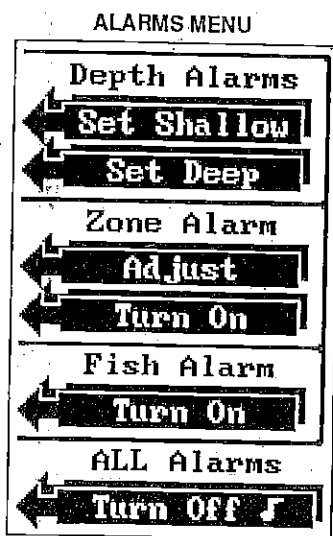 ALARMS MENU
Depth Alarms
Set Shallow
Set Deep
Zone Alarm
Adjust
Turn On
Fish Alarm
Turn On
ALL Alarms
Turn Off